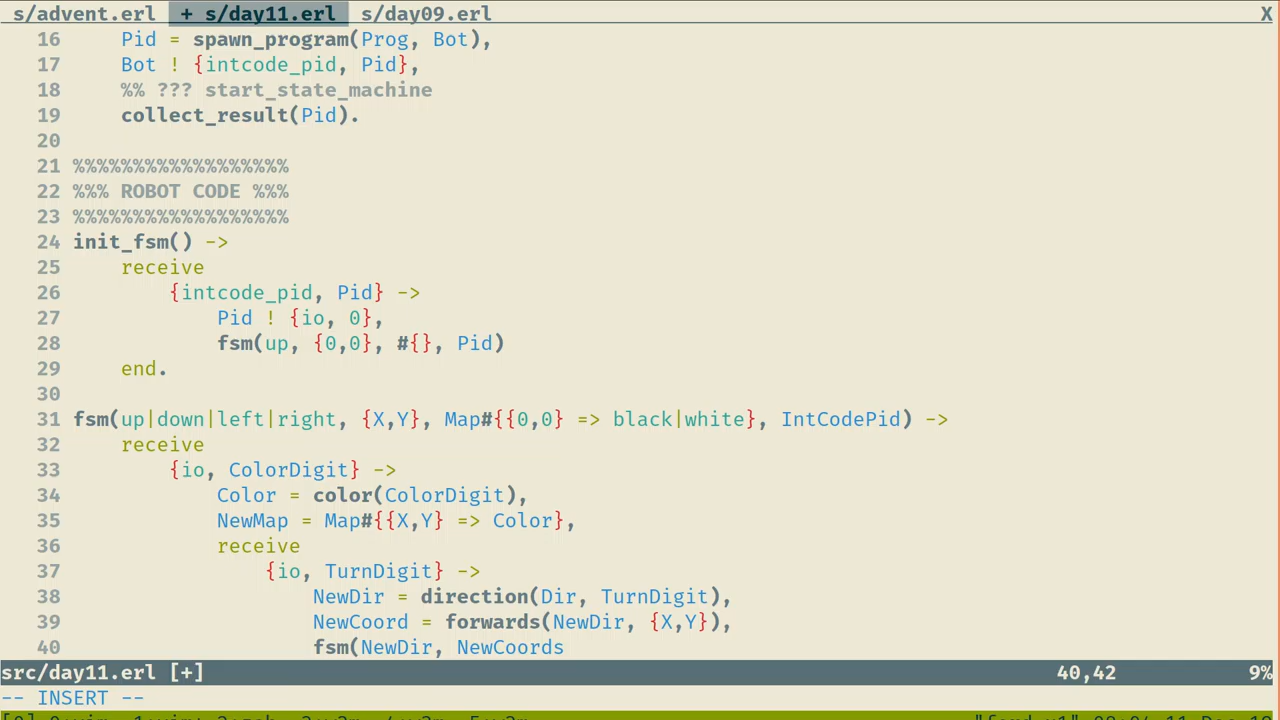 s/advent.erl + s/day11.erl s/day09.erl X
16 Pid = spawn_program(Prog, Bot),
17 Bot ! {intcode_pid, Pid},
18 %% ??? start_state_machine
19 collect_result(Pid).
20
21 %%%%%%%%%%%%%%%%%%
22 %%% ROBOT CODE %%%
23 %%%%%%%%%%%%%%%%%%
24 init_fsm() ->
25 receive
26 {intcode_pid, Pid} ->
27 Pid ! {io, 0},
28 fsm(up, {0,0}, #{}, Pid)
29 end.
30
31 fsm(up|down|left|right, {X,Y}, Map#{{0,0} => black|white}, IntCodePid) ->
32 receive
33 {io, ColorDigit} ->
34 Color = color(ColorDigit),
35 NewMap = Map#{{X,Y} => Color},
36 receive
37 {io, TurnDigit} ->
38 NewDir = direction(Dir, TurnDigit),
39 NewCoord = forwards(NewDir, {X,Y}),
40 fsm(NewDir, NewCoords
src/day11.erl [+] 40,42 9%
-- INSERT --